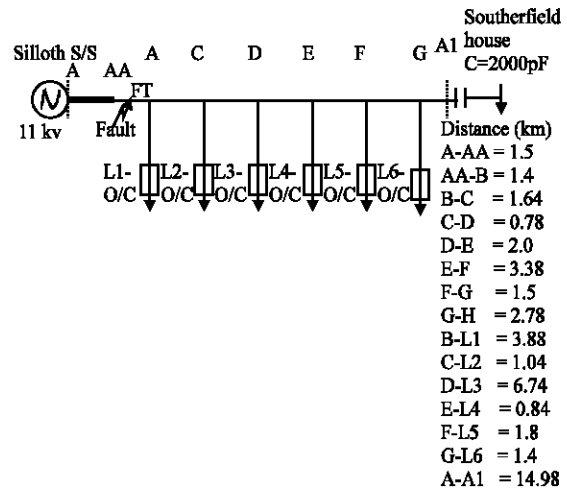 Silloth S/S
A
AA
A
C
D
E
F
G
A1
Southerfield
house
C=2000pF
N
11 kv
FT
Fault
L1-
O/C
L2-
O/C
L3-
O/C
L4-
O/C
L5-
O/C
L6-
O/C
Distance (km)
A-AA = 1.5
AA-B = 1.4
B-C = 1.64
C-D = 0.78
D-E = 2.0
E-F = 3.38
F-G = 1.5
G-H = 2.78
B-L1 = 3.88
C-L2 = 1.04
D-L3 = 6.74
E-L4 = 0.84
F-L5 = 1.8
G-L6 = 1.4
A-A1 = 14.98